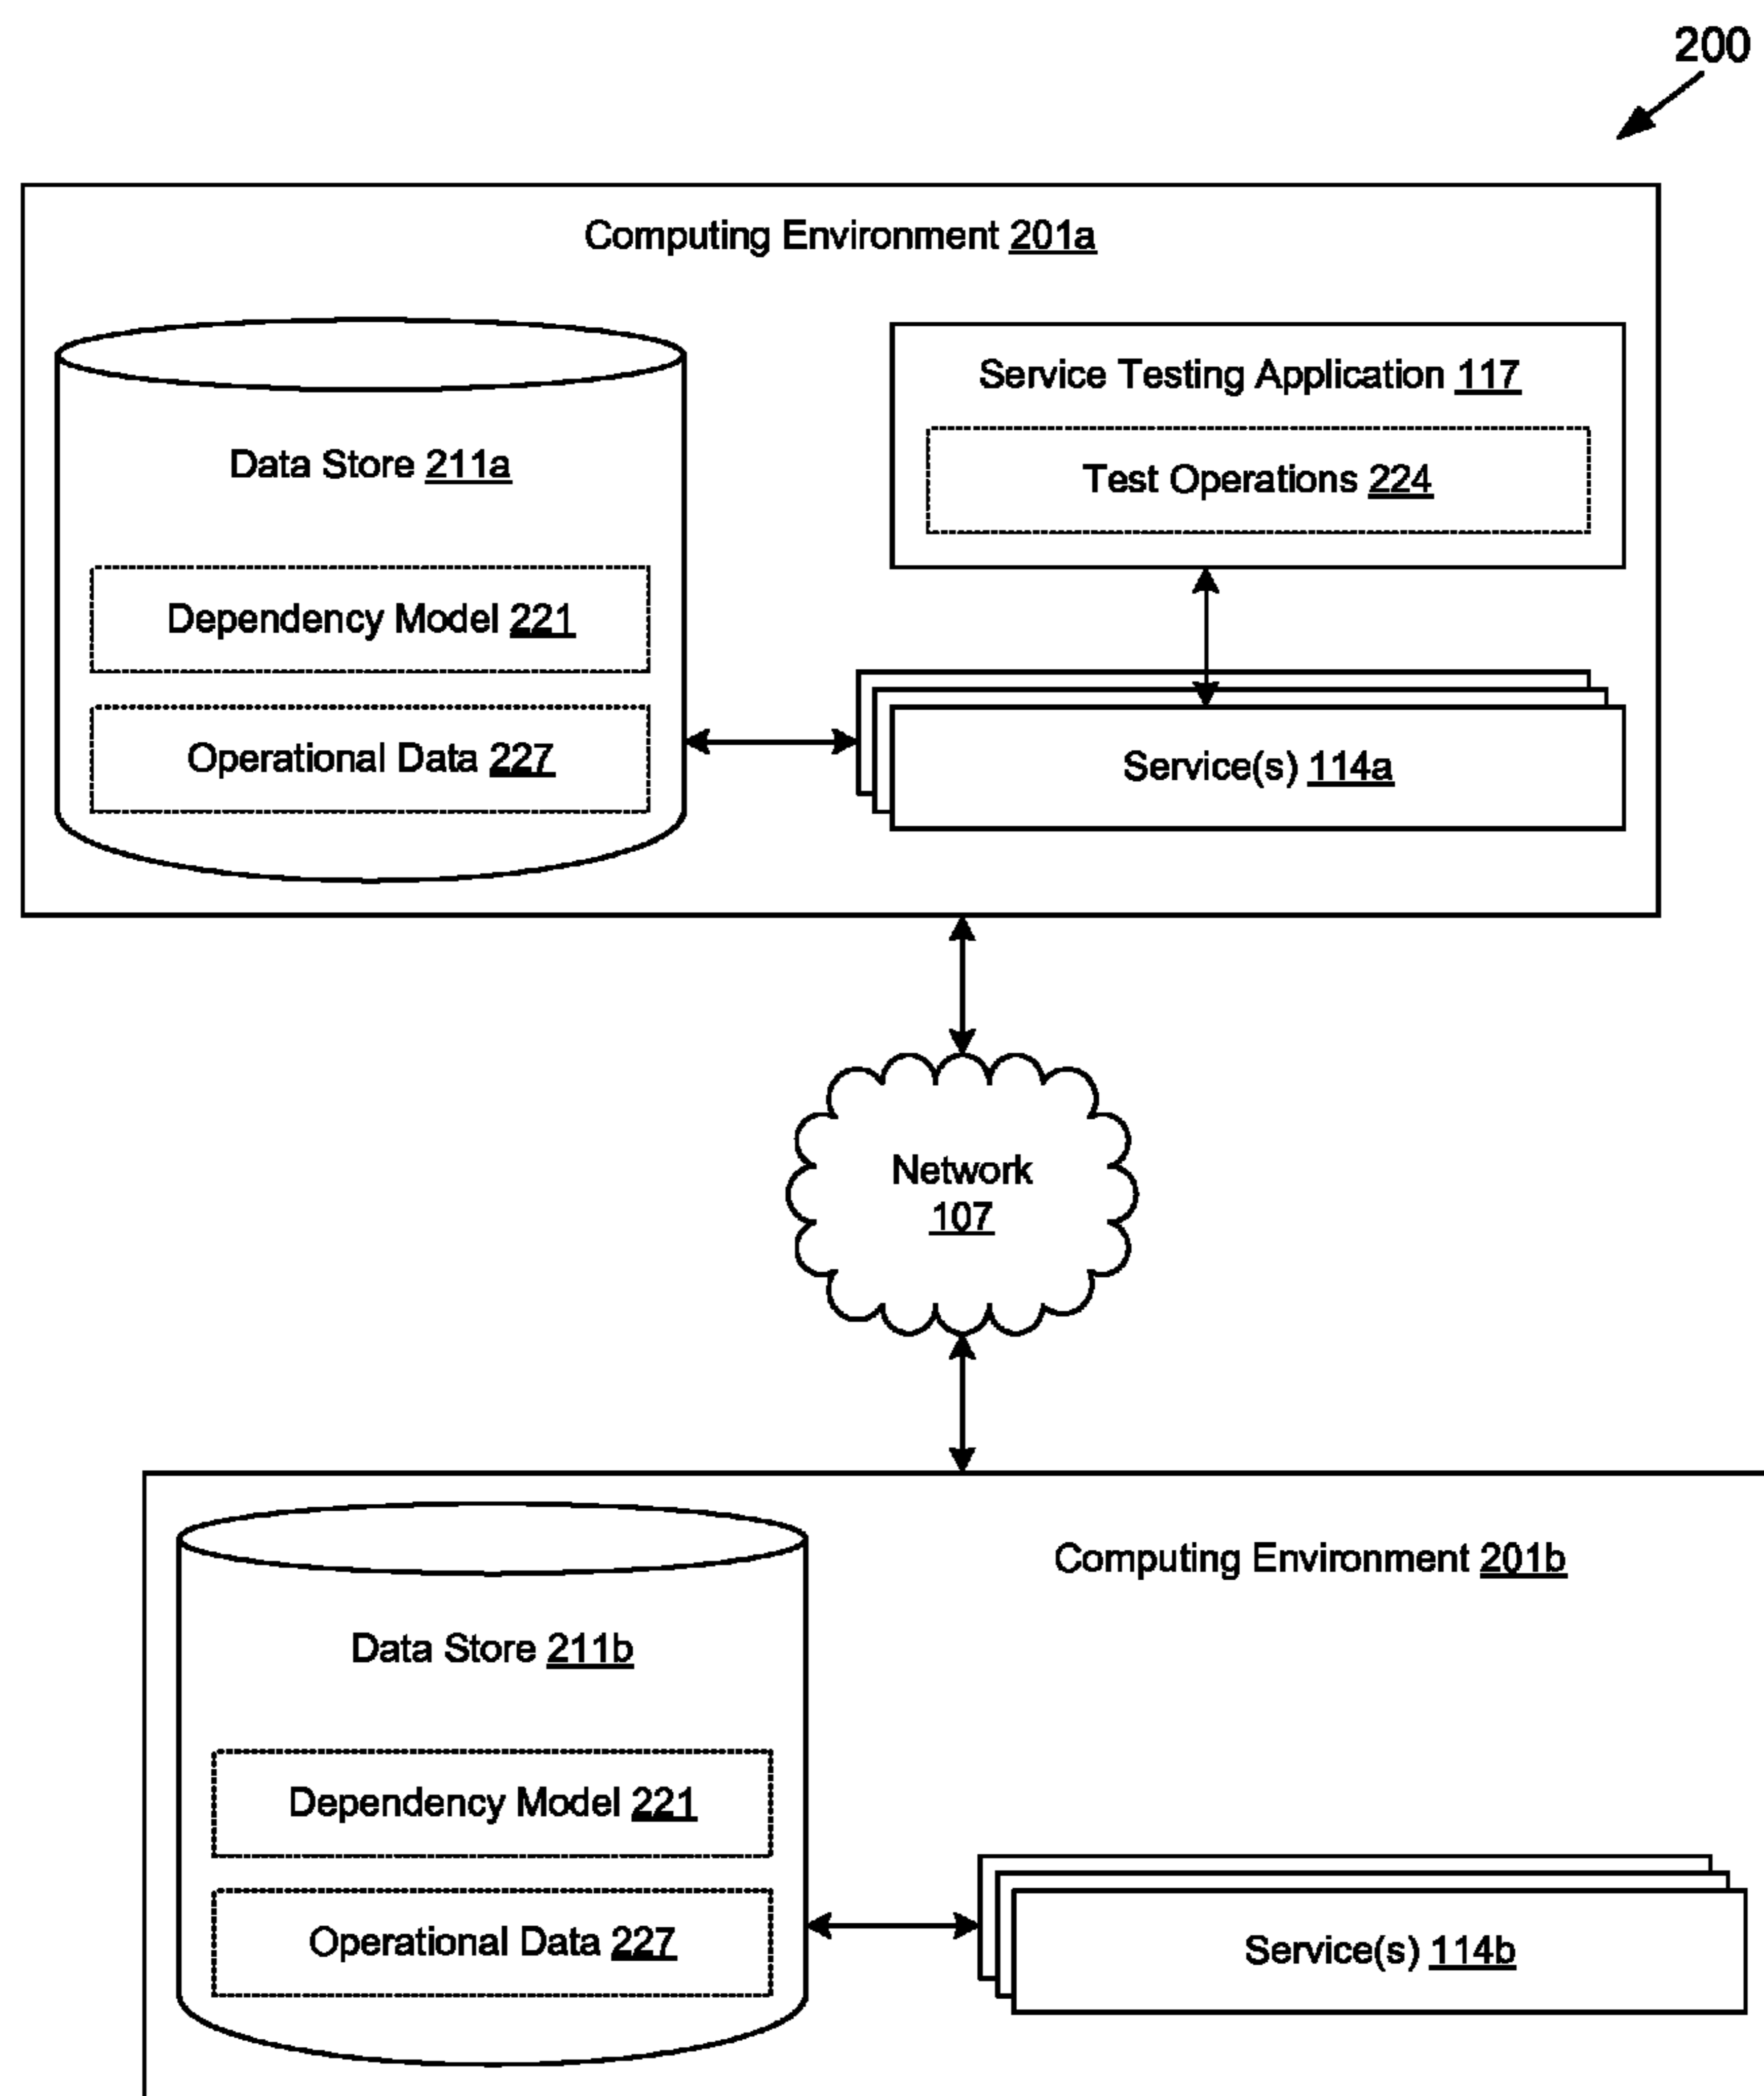 200
Computing Environment 201a
Service Testing Application 117
Data Store 211a
Test Operations 224
Dependency Model 221
Operational Data 227
Service(s) 114a
Network
107
Computing Environment 201b
Data Store 211b
Dependency Model 221
Operational Data 227
Service(s) 114b